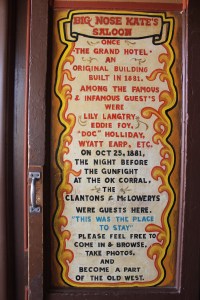 BIG NOSE KATE'S
SALOON
ONCE
"THE GRAND HOTEL"
AN
ORIGINAL BUILDING
BUILT IN 1881.
AMONG THE FAMOUS
& INFAMOUS GUEST'S
WERE
LILY LANGTRY,
EDDIE FOY,
"DOC" HOLLIDAY,
WYATT EARP, ETC.
ON OCT 25, 1881,
THE NIGHT BEFORE
THE GUNFIGHT
AT THE OK CORRAL,
THE
CLANTONS & McLOWERYS
WERE GUESTS HERE.
"THIS WAS THE PLACE
TO STAY"
PLEASE FEEL FREE TO
COME IN & BROWSE,
TAKE PHOTOS,
AND
BECOME A PART
OF THE OLD WEST.